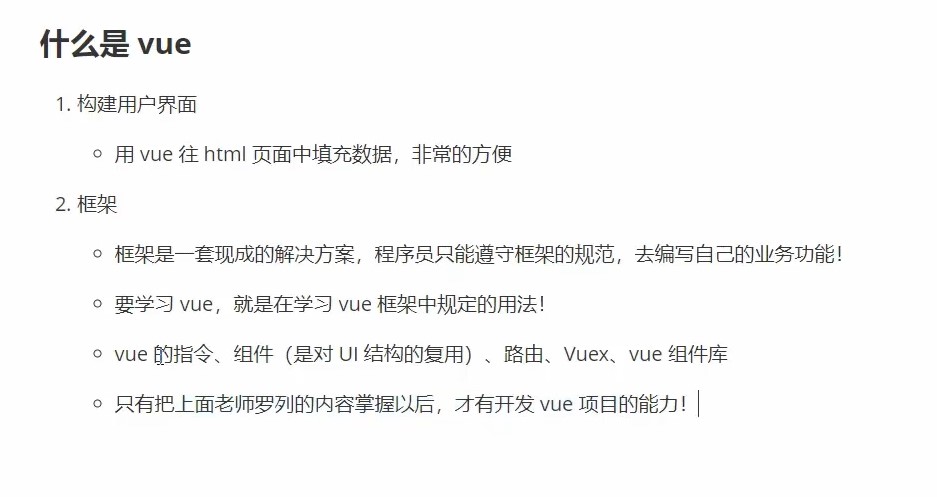 什么是 vue
1. 构建用户界面
◦ 用 vue 往 html 页面中填充数据，非常的方便
2. 框架
◦ 框架是一套现成的解决方案，程序员只能遵守框架的规范，去编写自己的业务功能！
◦ 要学习 vue，就是在学习 vue 框架中规定的用法！
◦ vue 的指令、组件（是对 UI 结构的复用）、路由、Vuex、vue 组件库
◦ 只有把上面老师罗列的内容掌握以后，才有开发 vue 项目的能力！